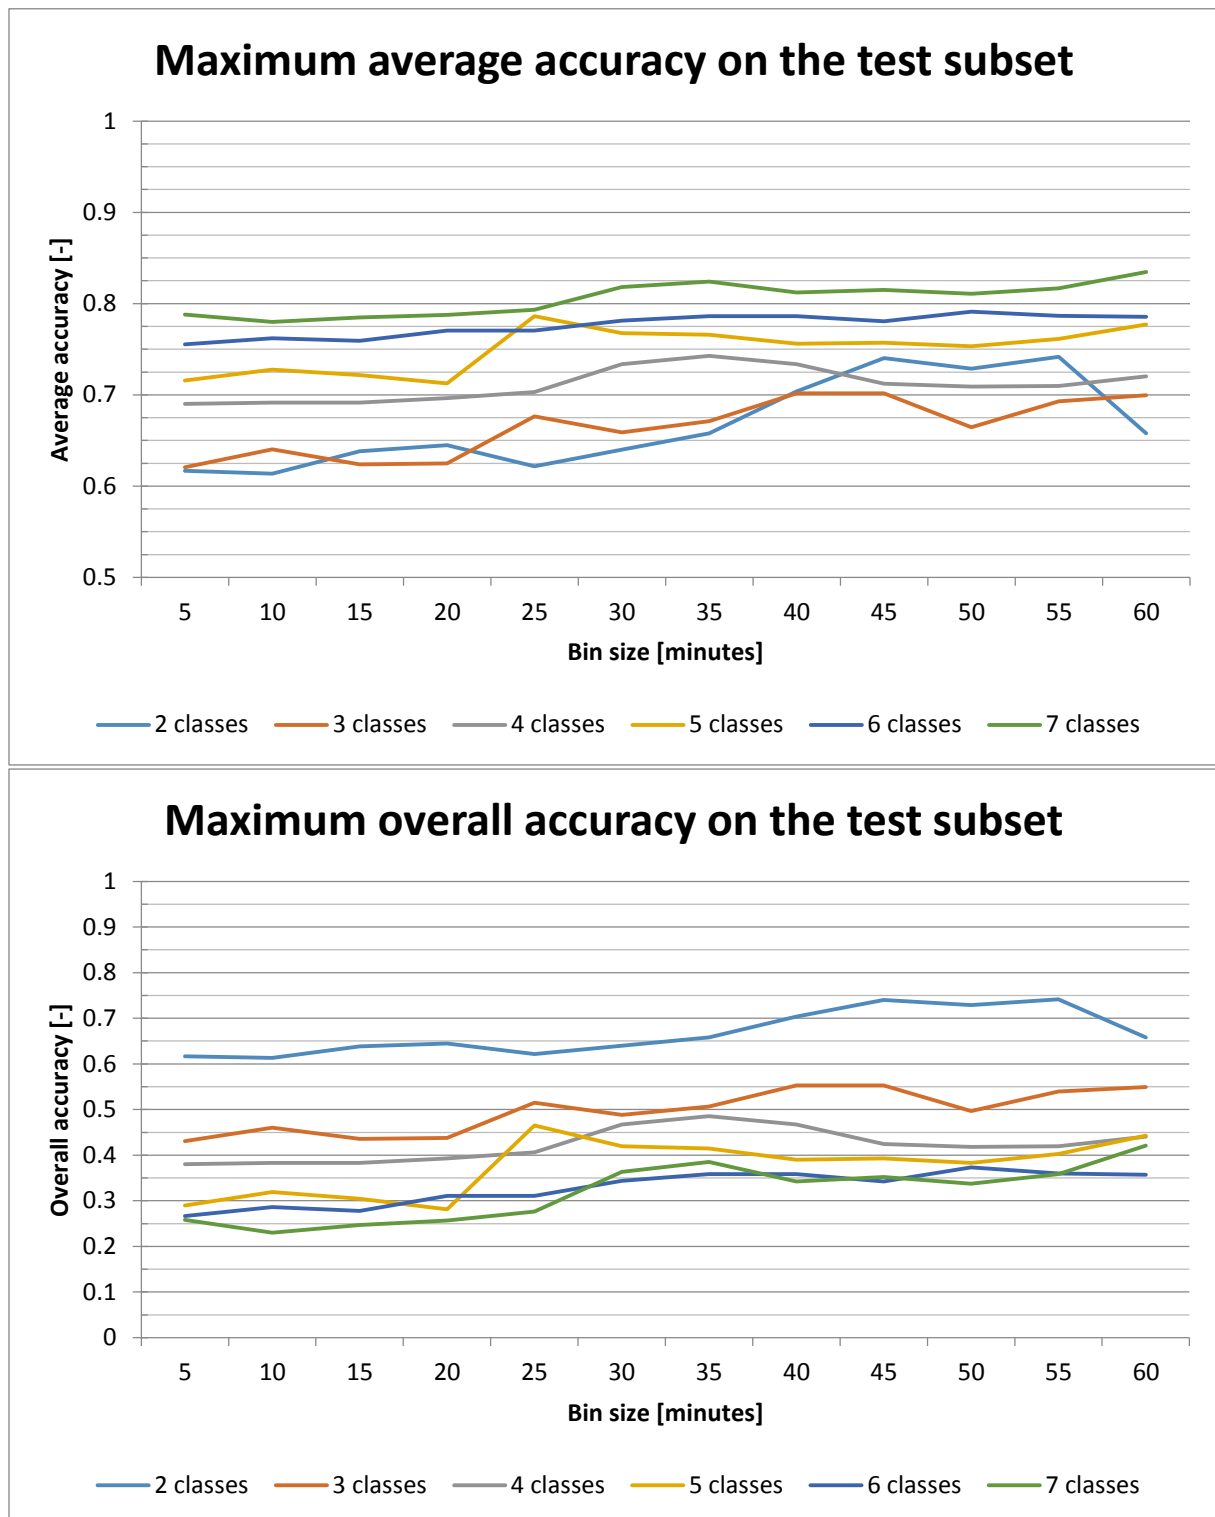 Maximum average accuracy on the test subset
1
0.9
0.8
0.7
0.6
0.5
Average accuracy [-]
5 10 15 20 25 30 35 40 45 50 55 60
Bin size [minutes]
2 classes 3 classes 4 classes 5 classes 6 classes 7 classes
Maximum overall accuracy on the test subset
1
0.9
0.8
0.7
0.6
0.5
0.4
0.3
0.2
0.1
0
Overall accuracy [-]
5 10 15 20 25 30 35 40 45 50 55 60
Bin size [minutes]
2 classes 3 classes 4 classes 5 classes 6 classes 7 classes